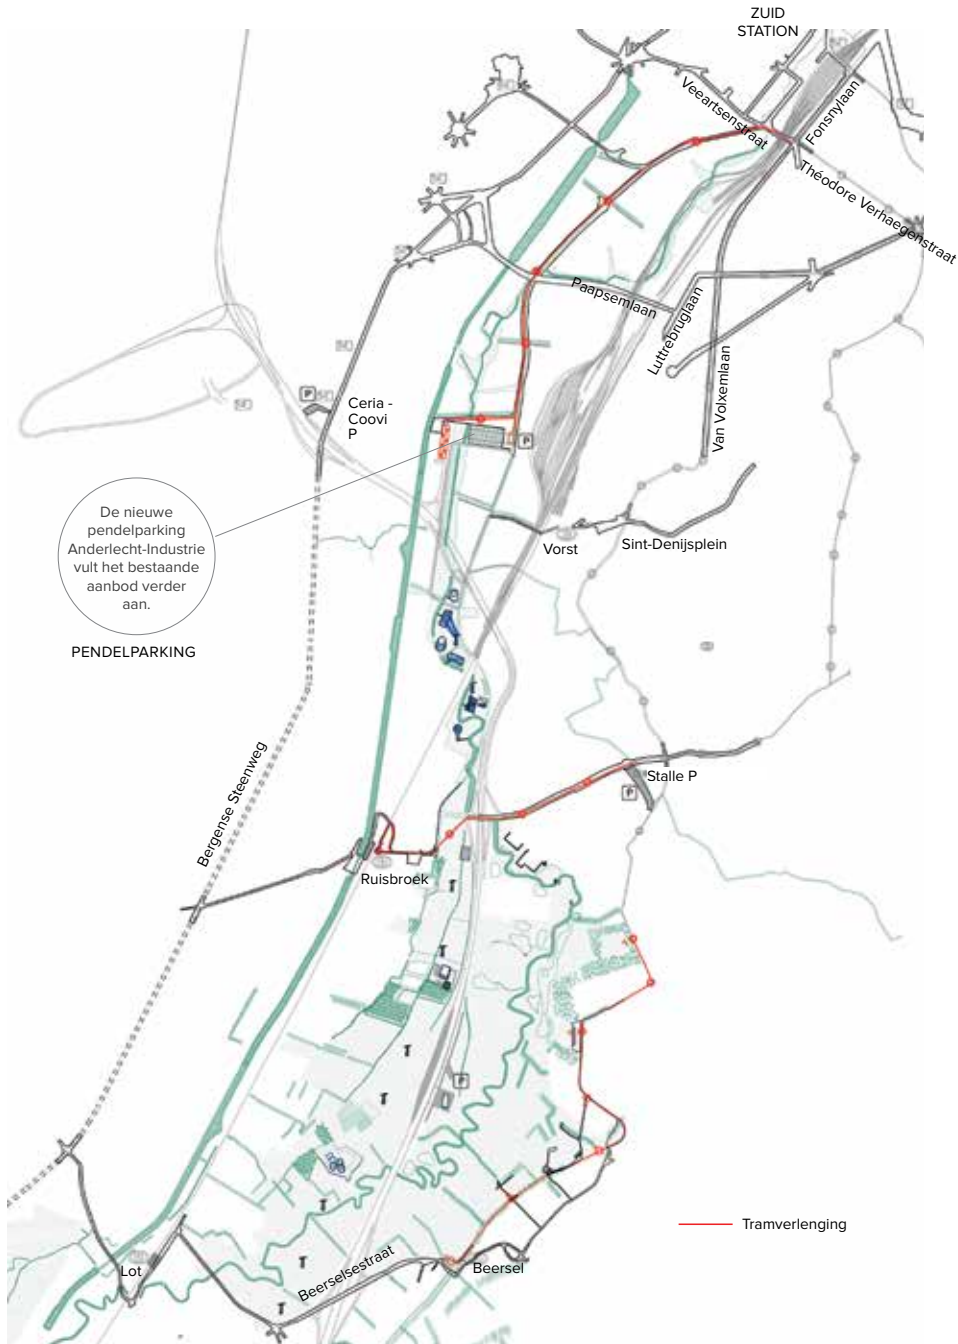 ZUID
STATION
Veeartsenstraat
Fonsnylaan
Théodore Verhaegenstraat
Paapsemlaan
Luttrebruglaan
Van Volxemlaan
P
Ceria -
Coovi
P
P
De nieuwe
pendelparking
Anderlecht-Industrie
vult het bestaande
aanbod verder
aan.
Vorst
Sint-Denijsplein
PENDELPARKING
Bergense Steenweg
Stalle P
P
Ruisbroek
P
Tramverlenging
Beerselsestraat
Lot
Beersel